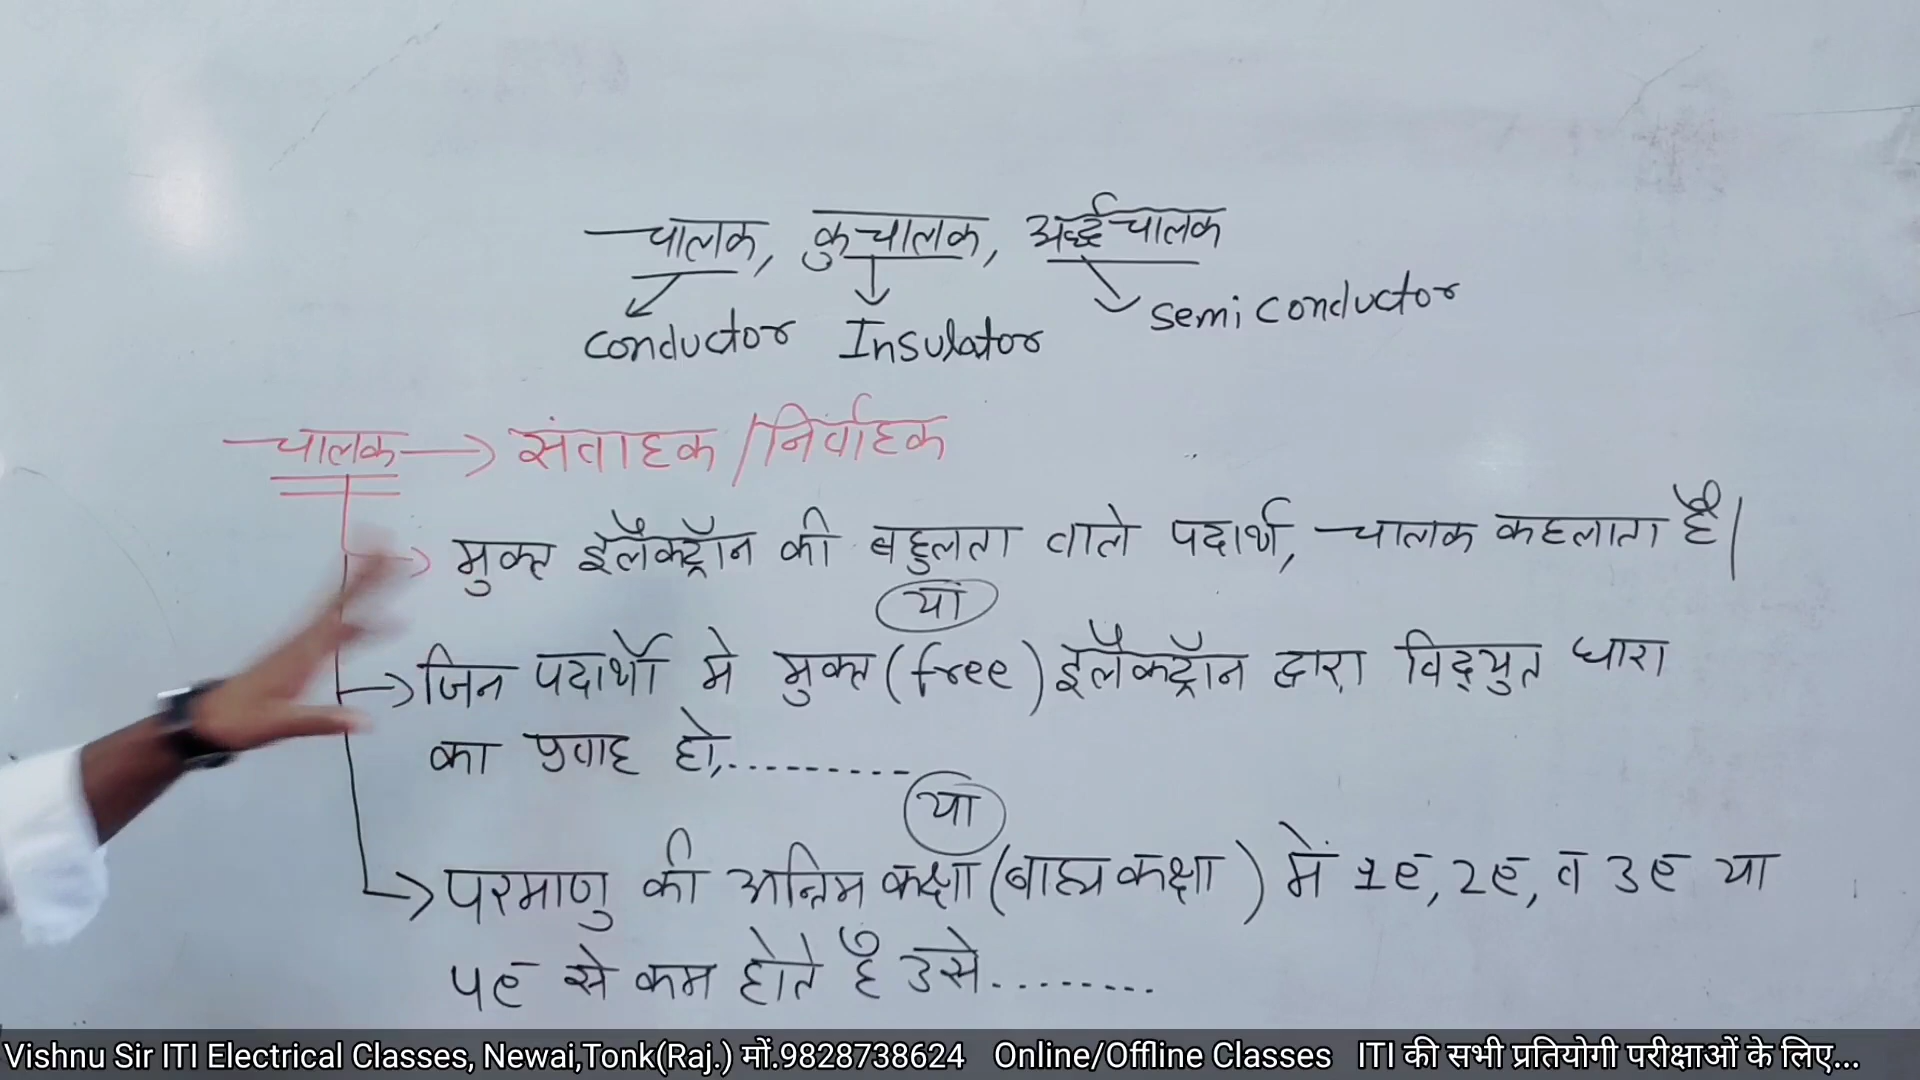 चालक, कुचालक, अर्द्धचालक
conductor Insulator semiconductor
चालक → संवाहक/निर्वाहक
→ मुक्त इलैक्ट्रॉन की बहुलता वाले पदार्थ, चालक कहलाता है।
या
→ जिन पदार्थो मे मुक्त (free) इलैक्ट्रॉन द्वारा विद्‌युत धारा
का प्रवाह हो,.........
या
→ परमाणु की अन्तिम कक्षा (बाह्य कक्षा) में 1e̅, 2e̅, व 3e̅ या
4e̅ से कम होते है उसे........
Vishnu Sir ITI Electrical Classes, Newai,Tonk(Raj.) मों.9828738624 Online/Offline Classes ITI की सभी प्रतियोगी परीक्षाओं के लिए...